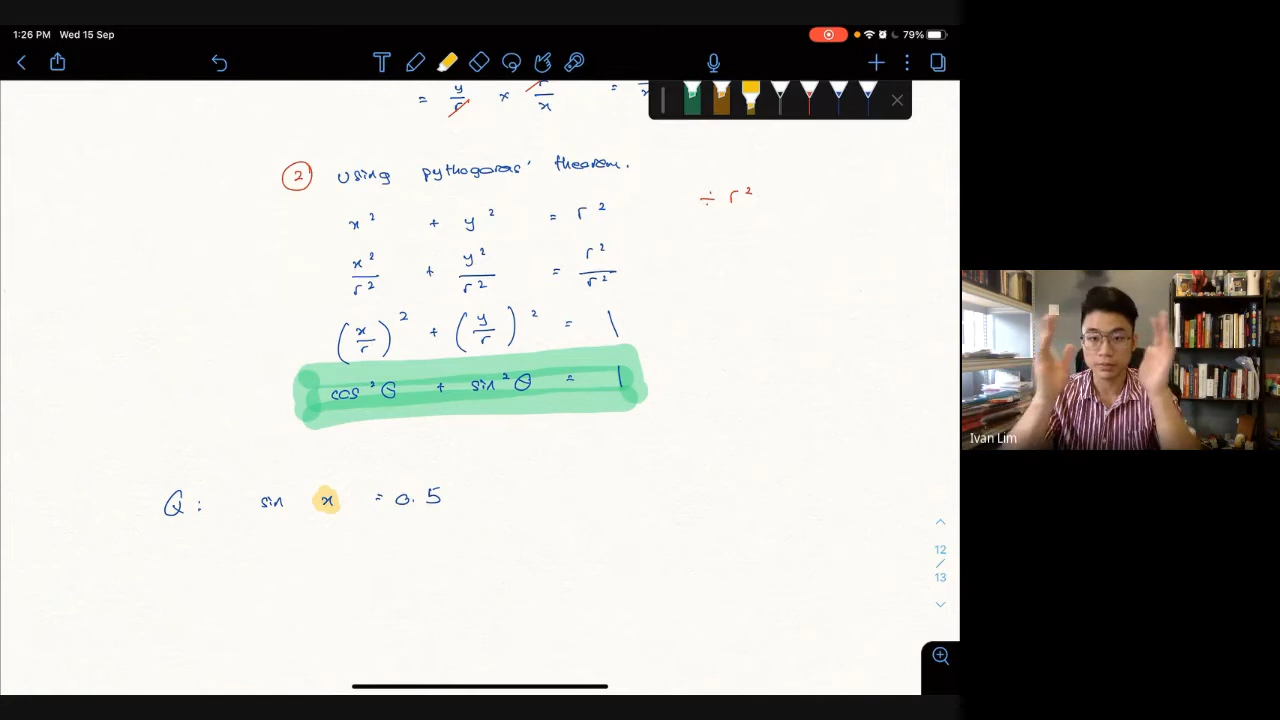 1:26 PM Wed 15 Sep
79%
= y/r × r/x =
2 Using pythogoras' theorem.
÷ r²
x² + y² = r²
x²/r² + y²/r² = r²/r²
(x/r)² + (y/r)² = 1
cos²θ + sin²θ = 1
Ivan Lim
Q: sin x = 0.5
12
/
13